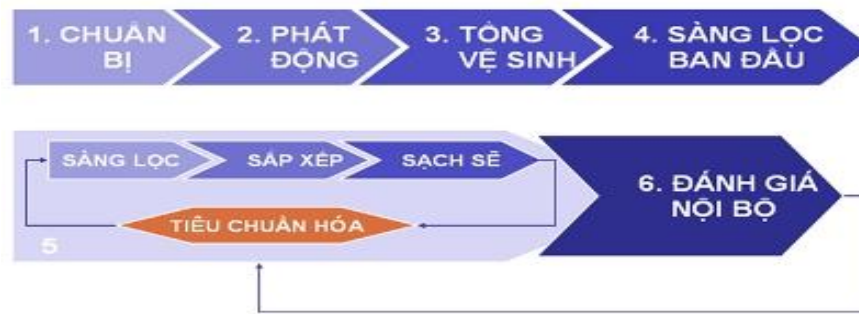 1. CHUẨN
BỊ
2. PHÁT
ĐỘNG
3. TỔNG
VỆ SINH
4. SÀNG LỌC
BAN ĐẦU
SÀNG LỌC
SẮP XẾP
SẠCH SẼ
TIÊU CHUẨN HÓA
5
6. ĐÁNH GIÁ
NỘI BỘ